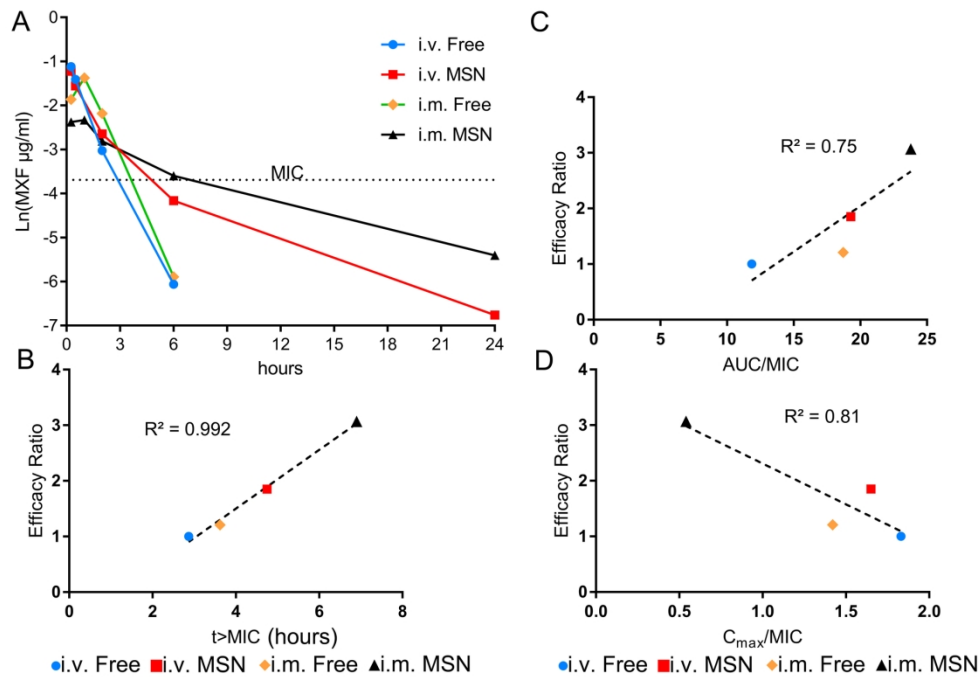 A
0
-1
-2
-3
-4
-5
-6
-7
Ln(MXF µg/ml)
i.v. Free
i.v. MSN
i.m. Free
i.m. MSN
MIC
0 3 6 9 12 15 18 21 24
hours
C
4
3
2
1
0
Efficacy Ratio
R² = 0.75
0 5 10 15 20 25
AUC/MIC
B
4
3
2
1
0
Efficacy Ratio
R² = 0.992
0 2 4 6 8
t>MIC (hours)
i.v. Free i.v. MSN i.m. Free i.m. MSN
D
4
3
2
1
0
Efficacy Ratio
R² = 0.81
0.0 0.5 1.0 1.5 2.0
Cmax/MIC
i.v. Free i.v. MSN i.m. Free i.m. MSN